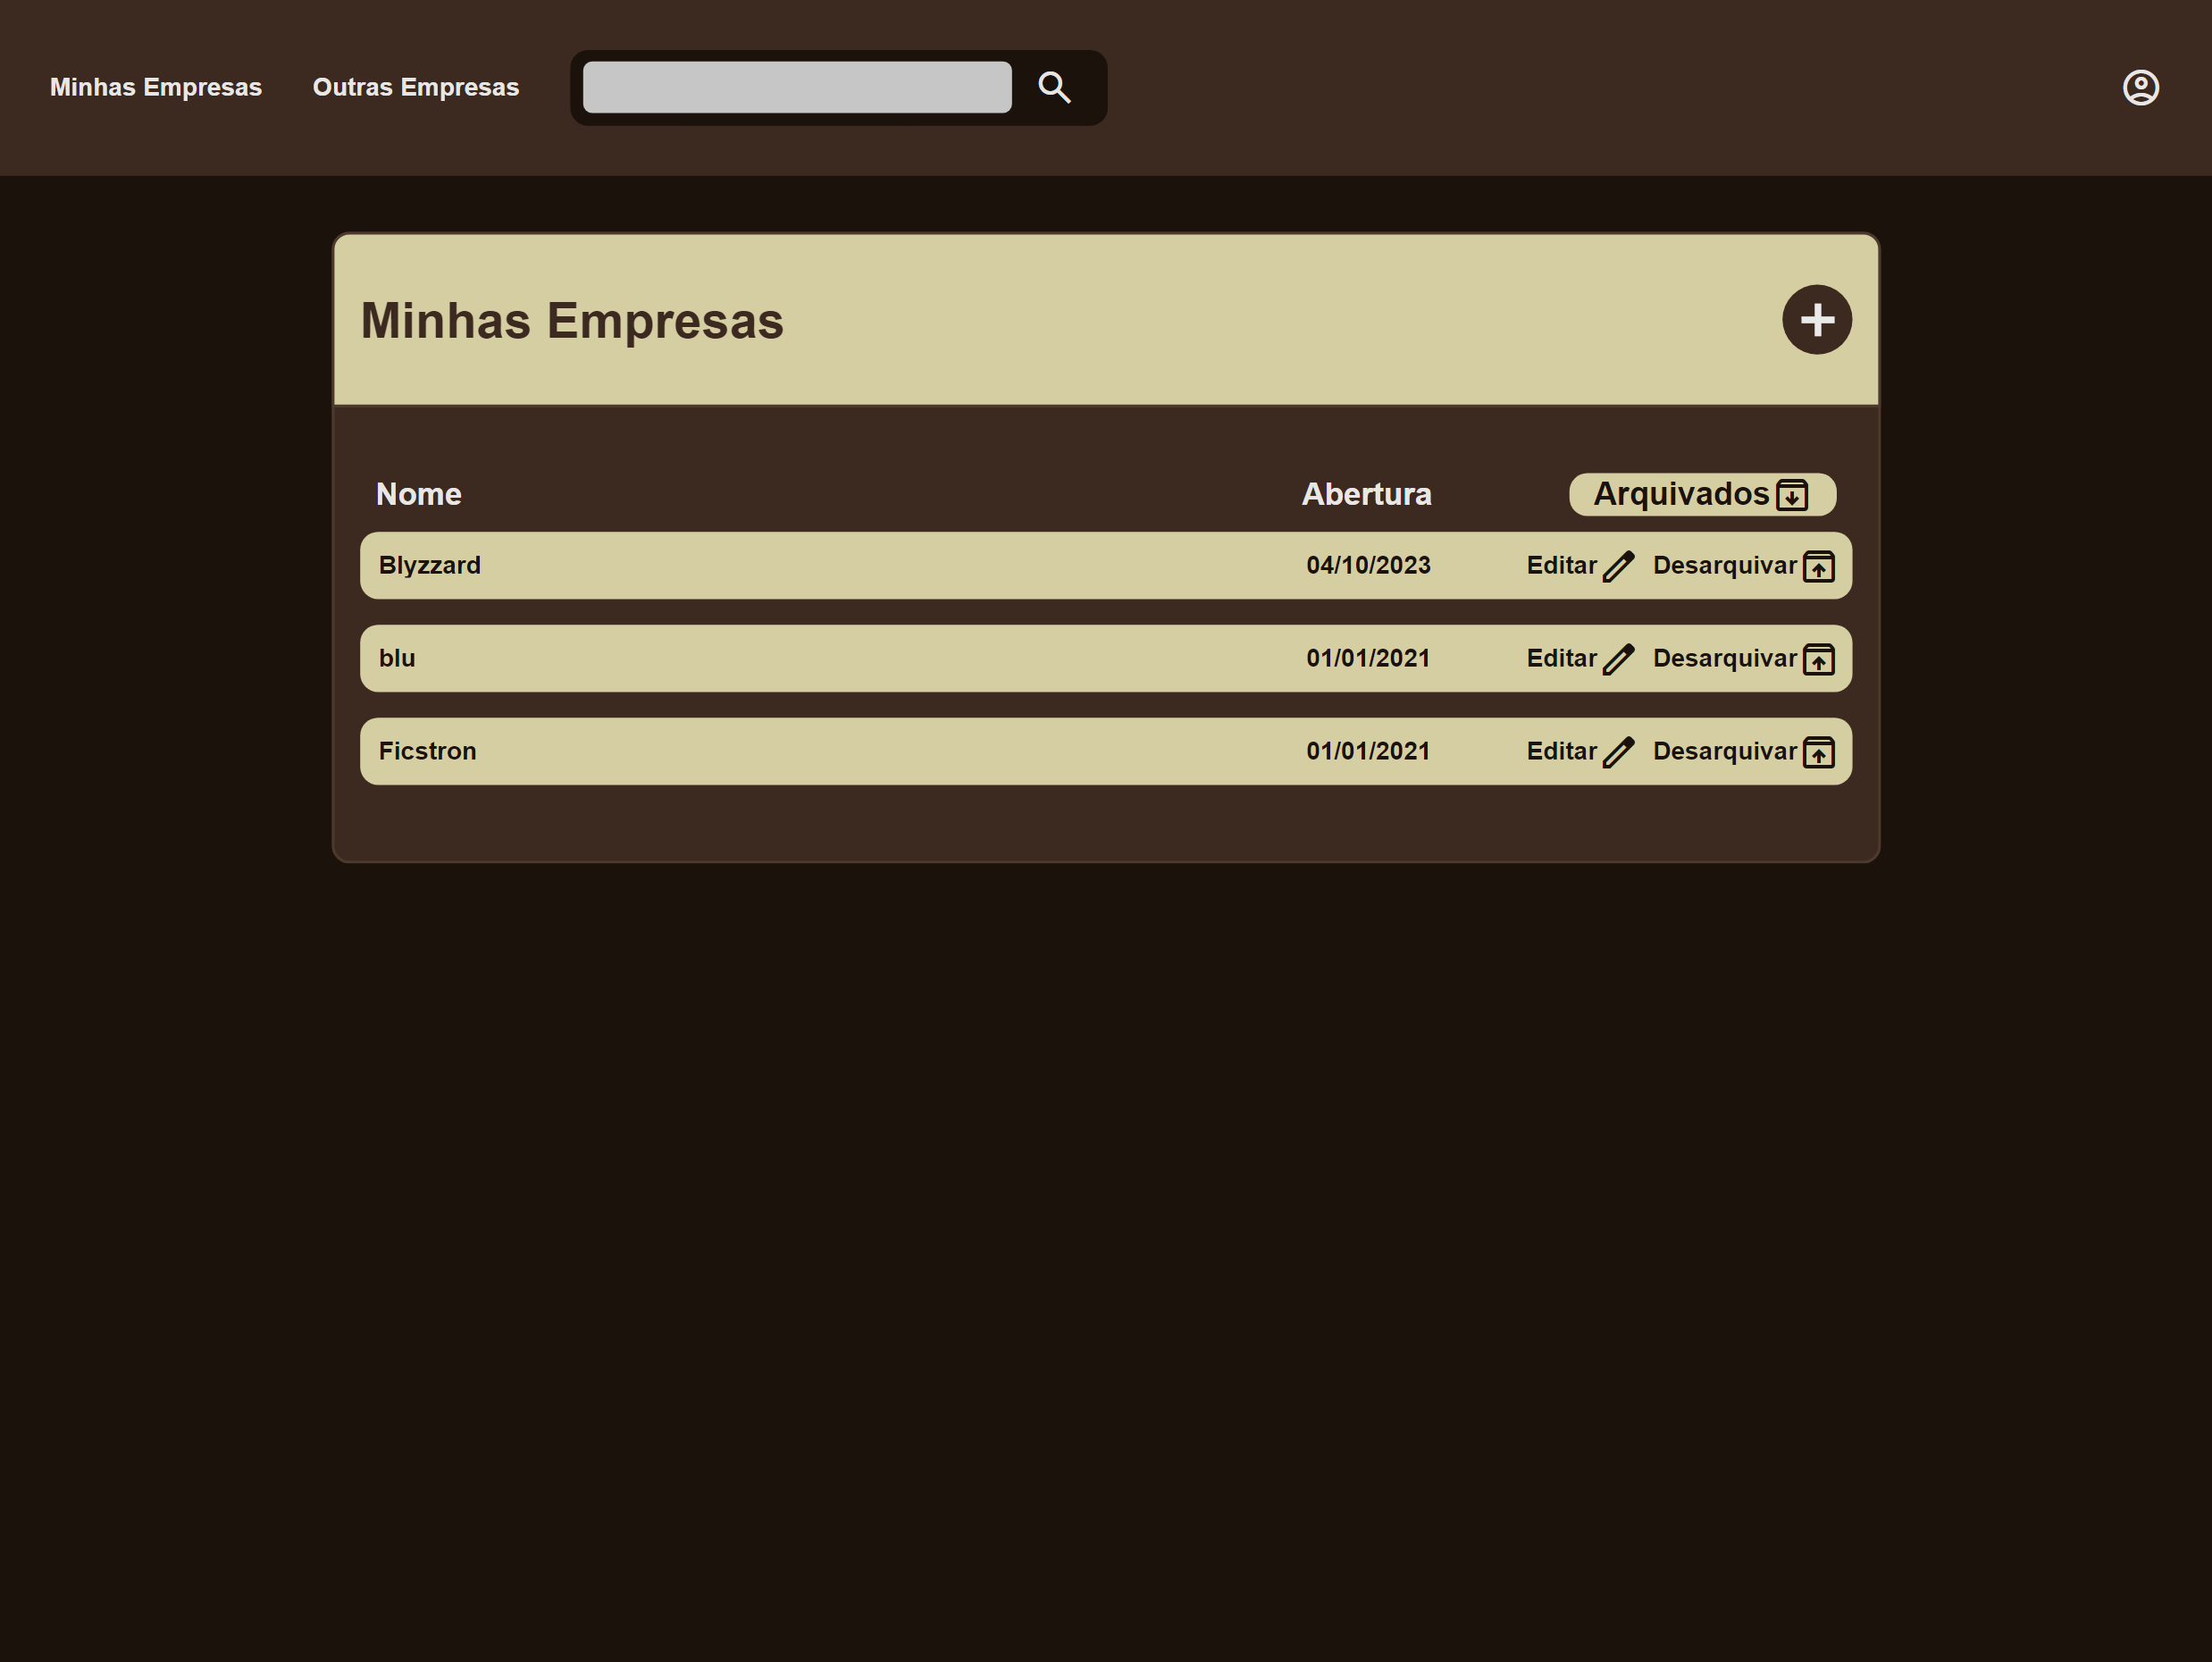 Minhas Empresas Outras Empresas
Minhas Empresas
Nome Abertura Arquivados
Blyzzard 04/10/2023 Editar Desarquivar
blu 01/01/2021 Editar Desarquivar
Ficstron 01/01/2021 Editar Desarquivar